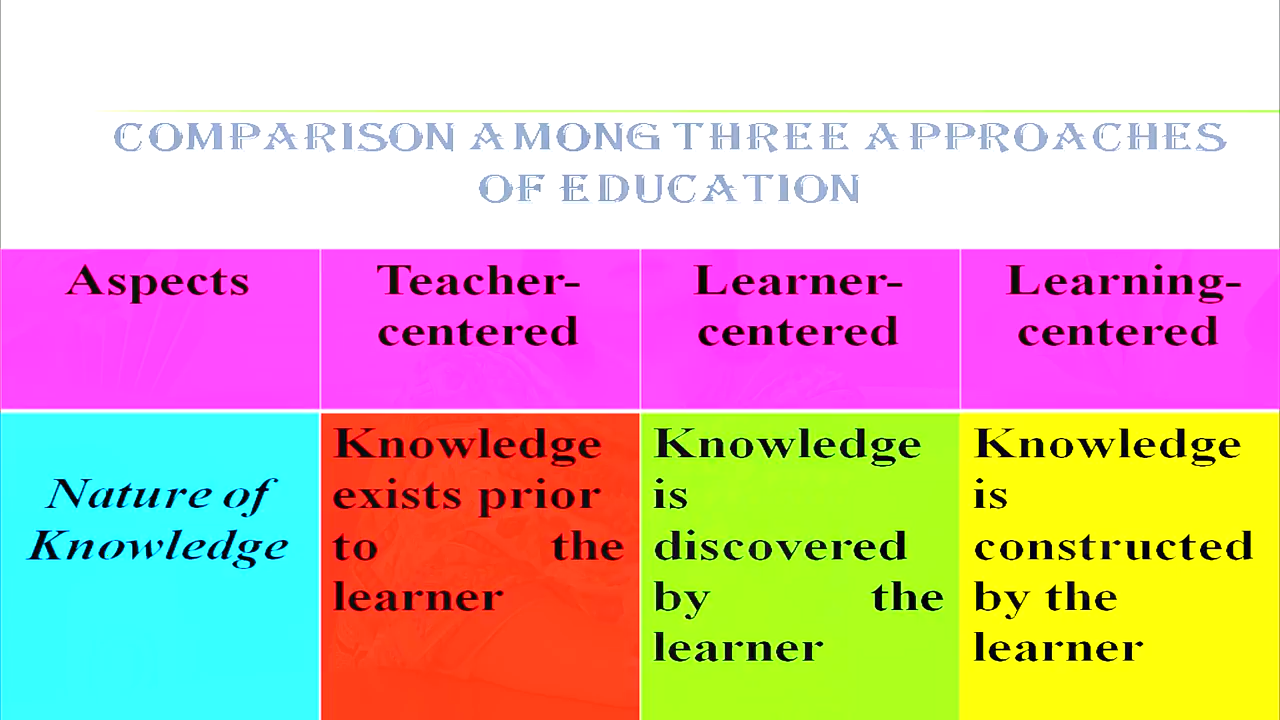 COMPARISON AMONG THREE APPROACHES
OF EDUCATION
Aspects
Teacher-
centered
Learner-
centered
Learning-
centered
Nature of
Knowledge
Knowledge
exists prior
to the
learner
Knowledge
is
discovered
by the
learner
Knowledge
is
constructed
by the
learner